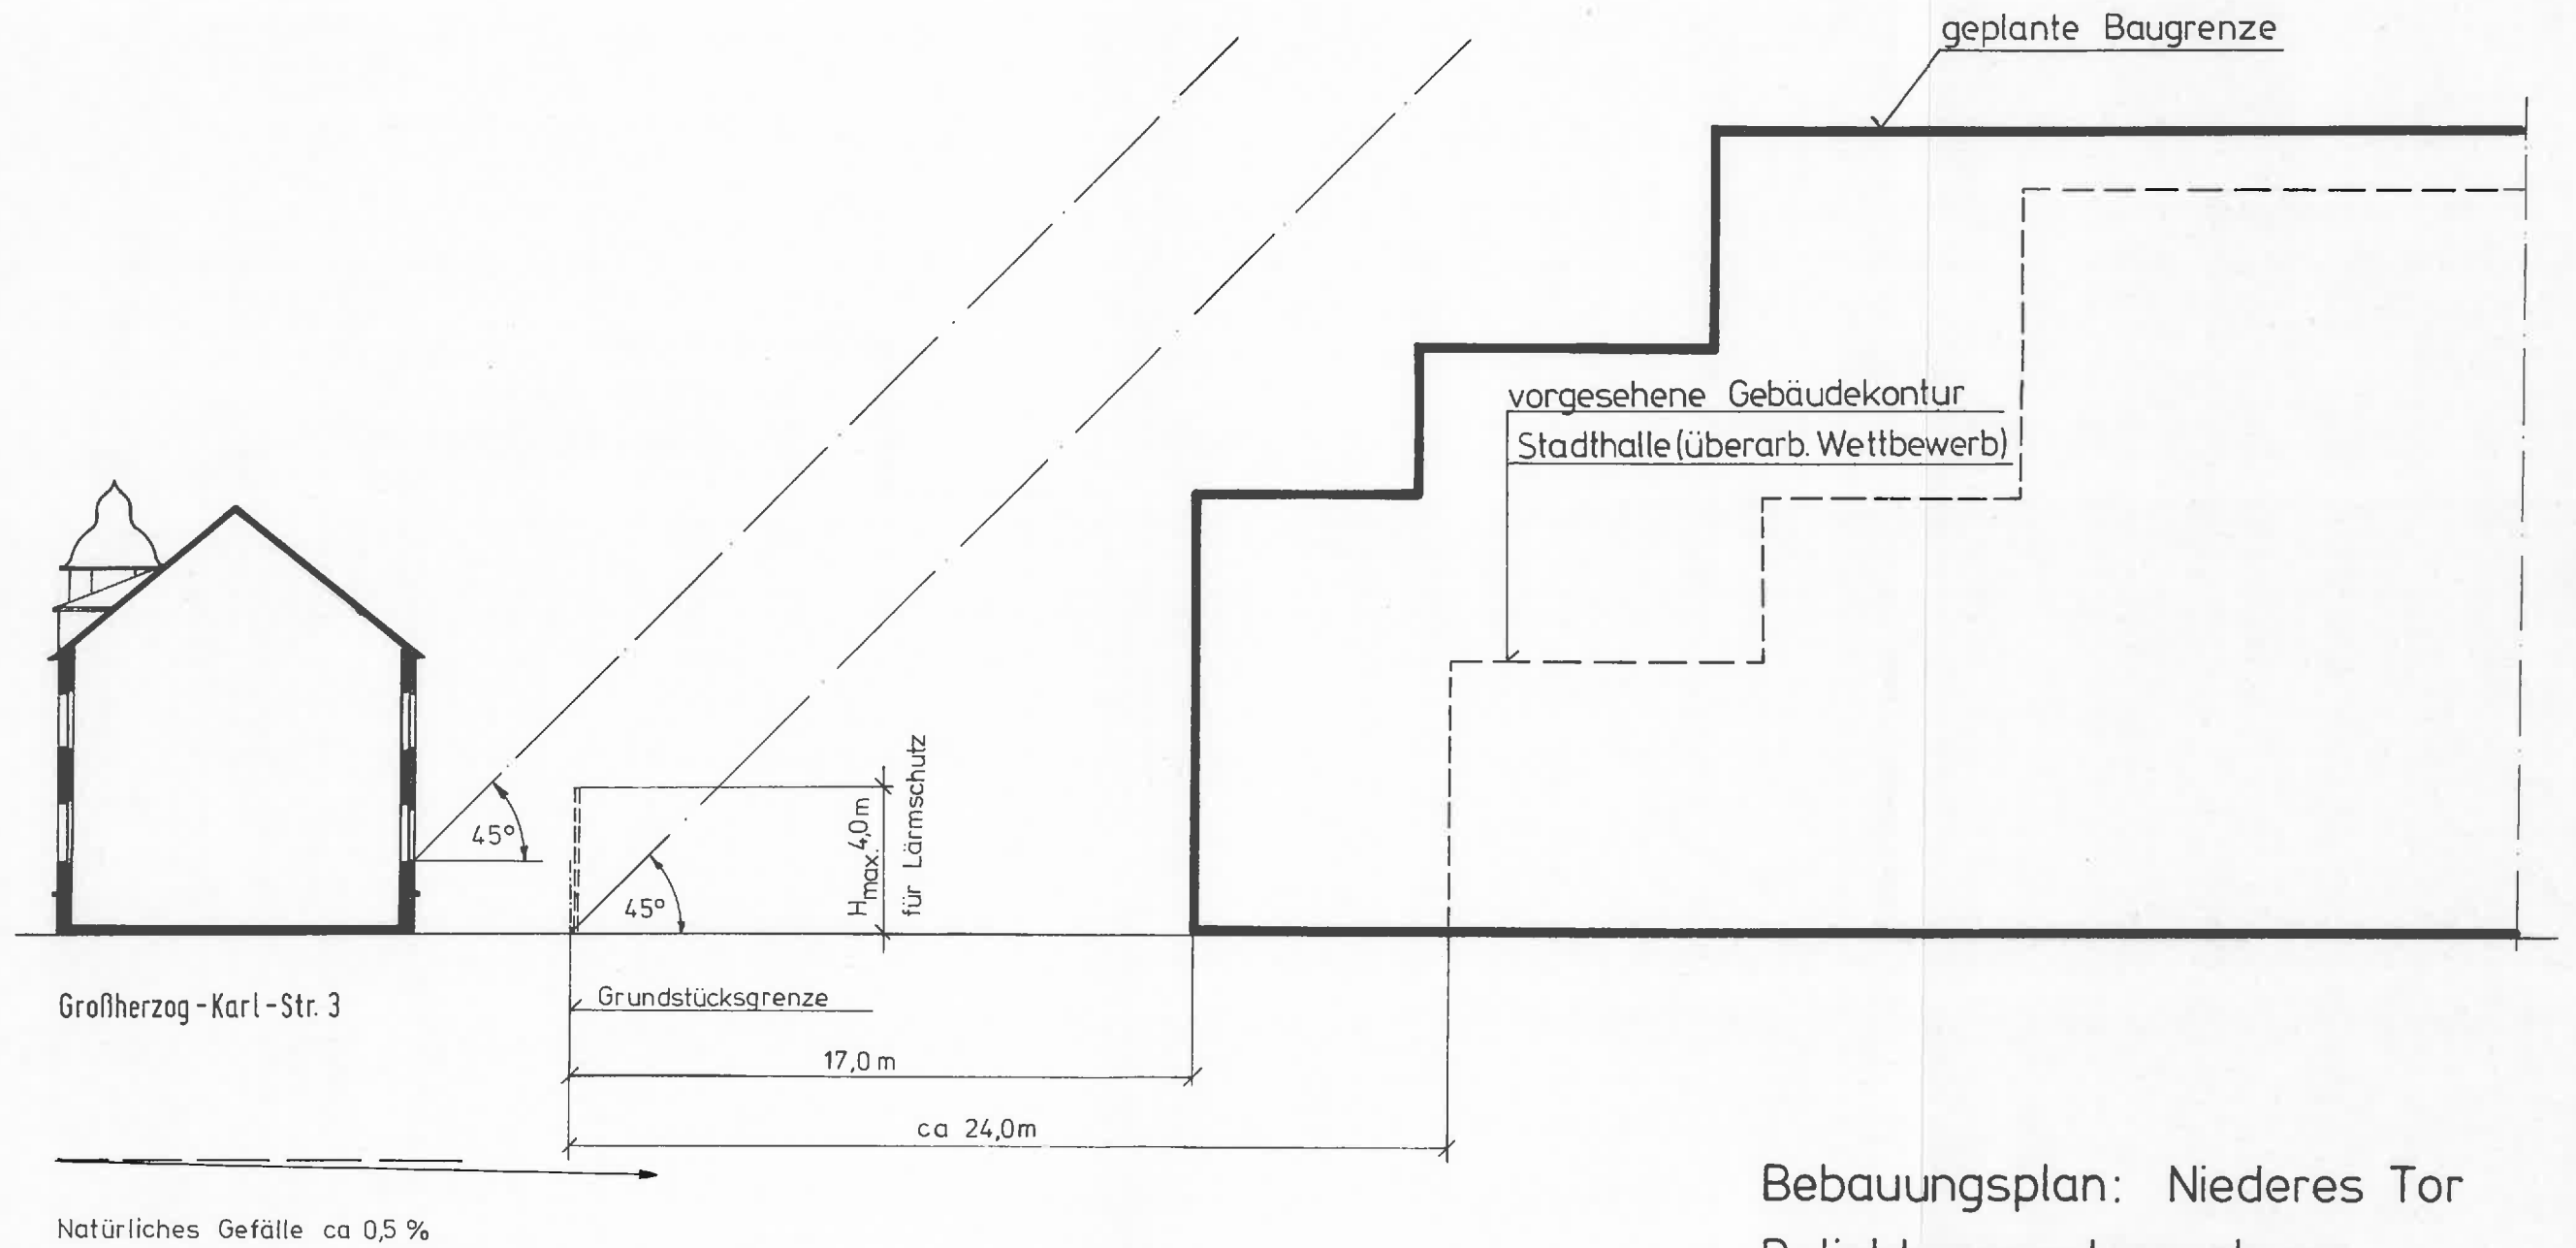 geplante Baugrenze
vorgesehene Gebäudekontur
Stadthalle (überarb. Wettbewerb)
45°
45°
Hmax. 4,0m
für Lärmschutz
Großherzog-Karl-Str. 3
Grundstücksgrenze
17,0 m
ca 24,0m
Natürliches Gefälle ca 0,5 %
Bebauungsplan: Niederes Tor